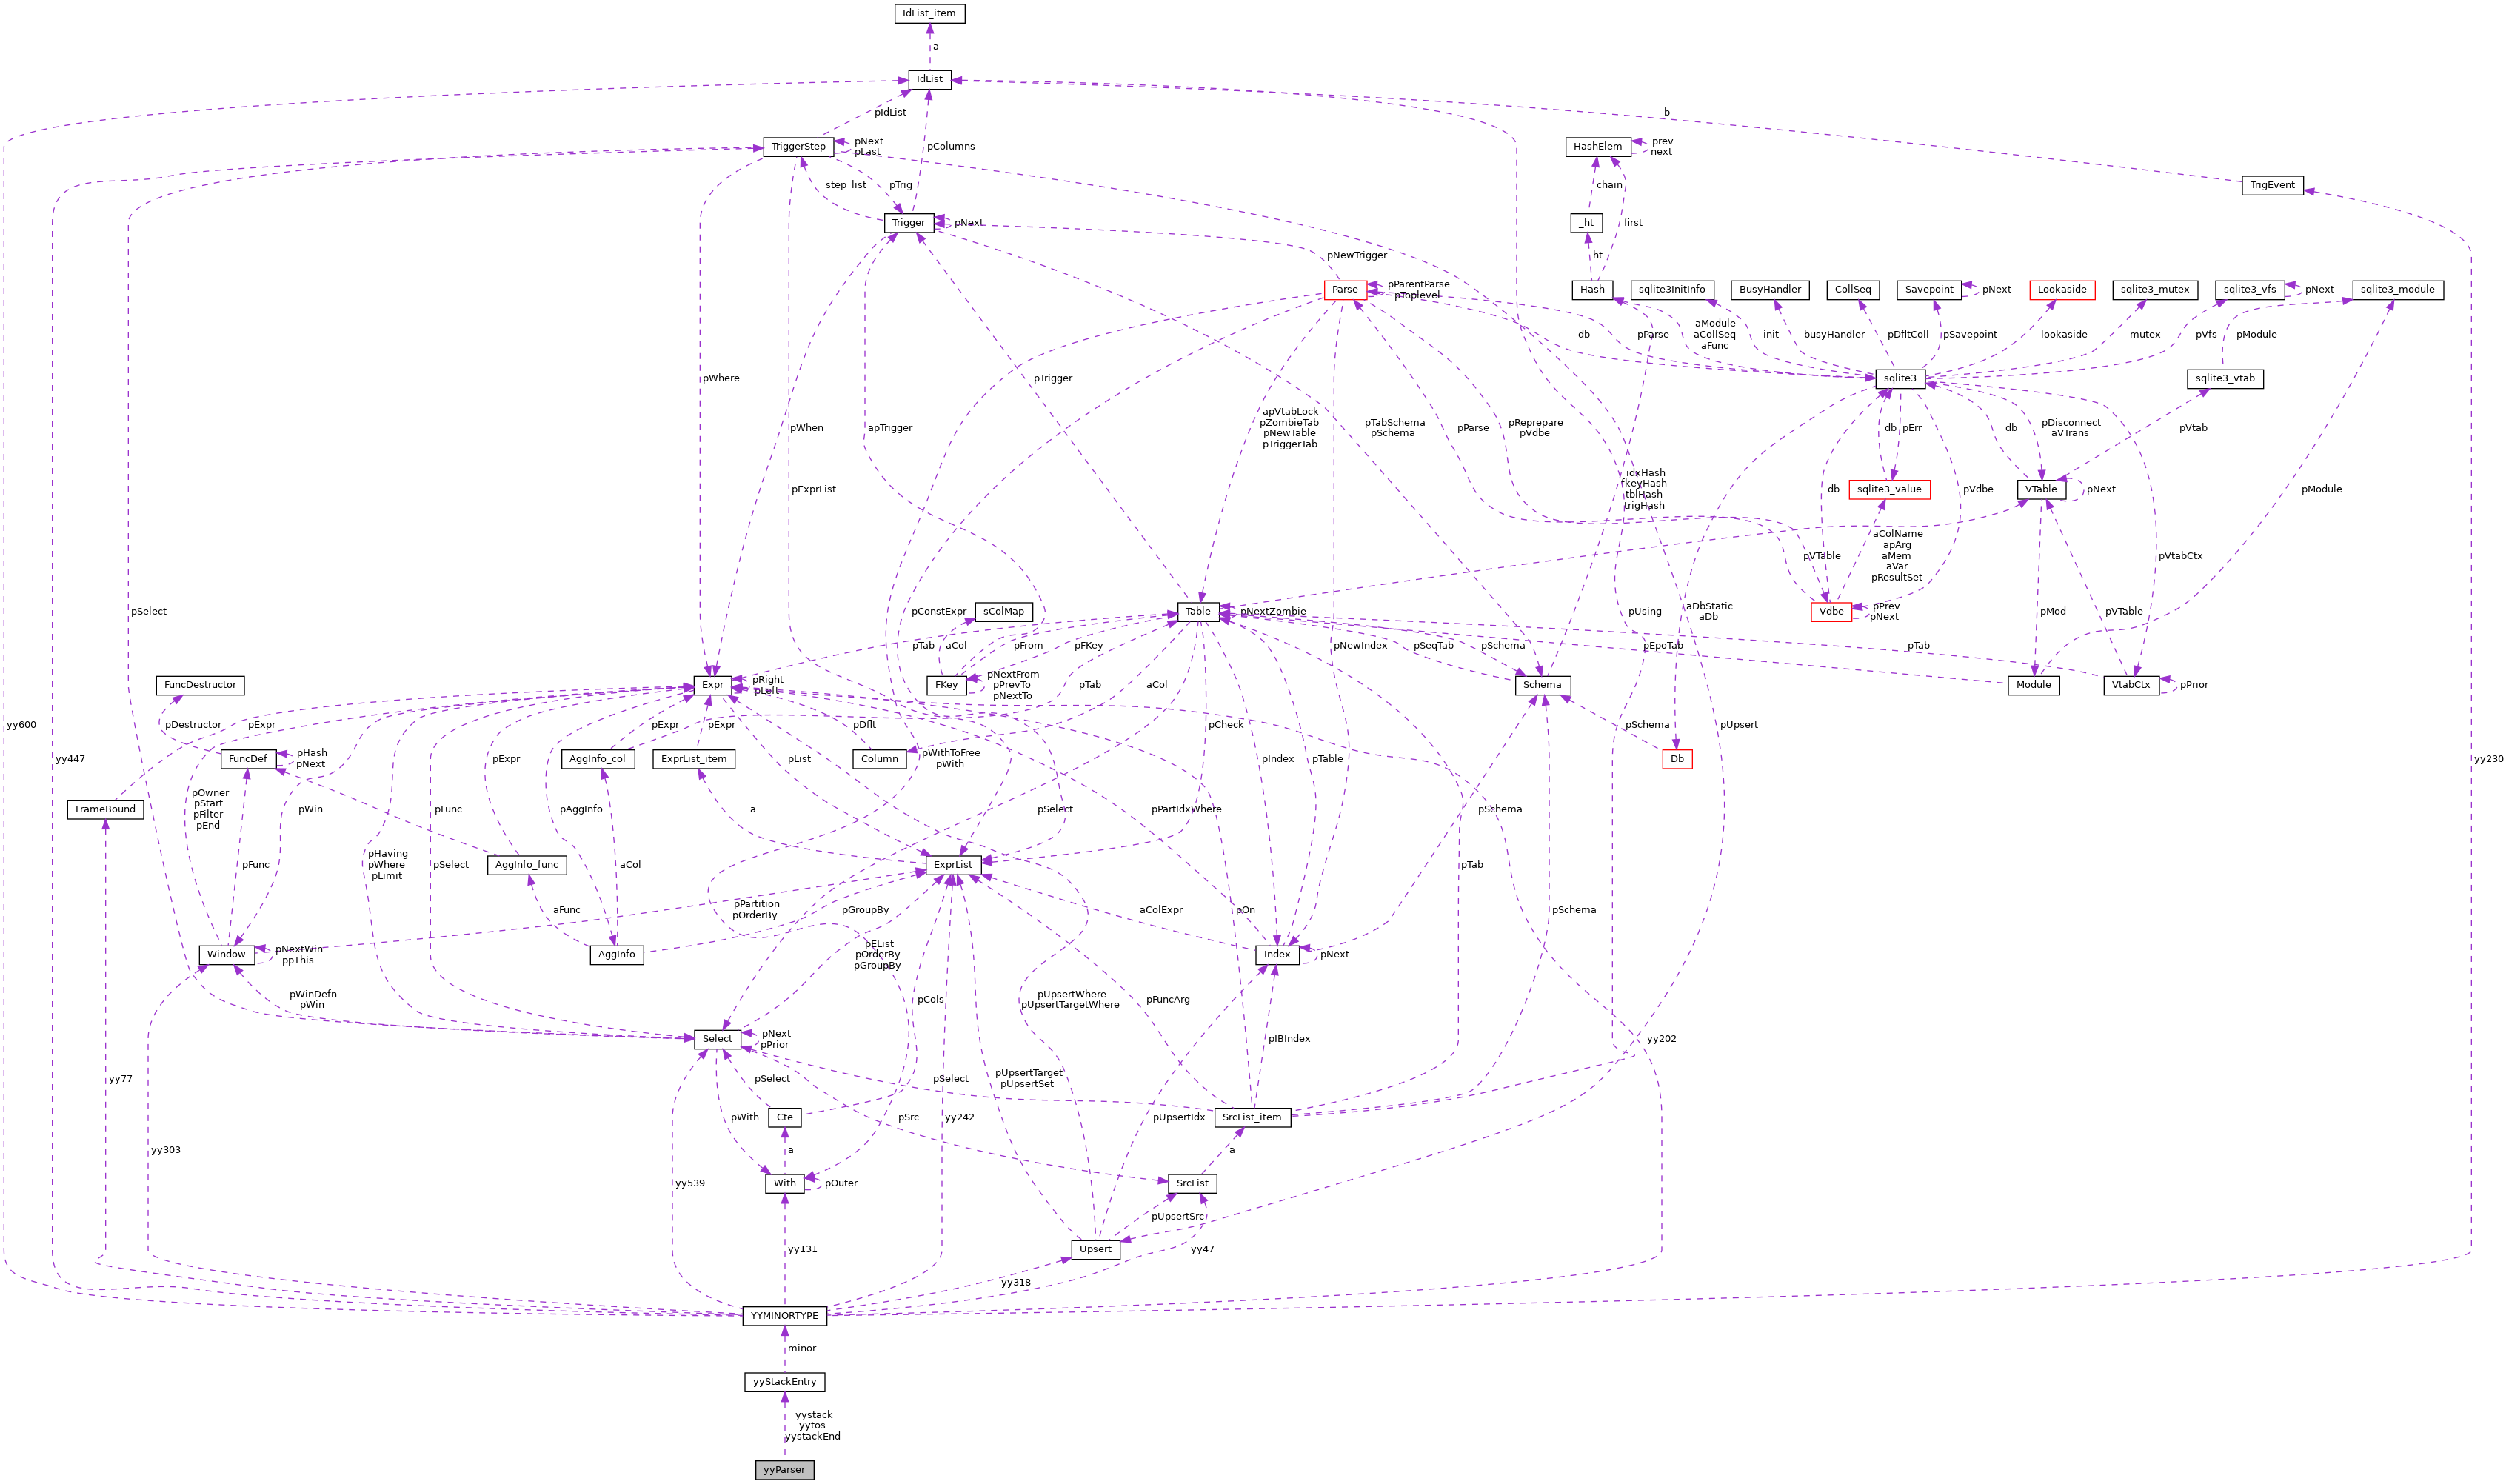 IdList_item
a
IdList
b
pIdList
TriggerStep
pNext
pLast
pColumns
HashElem
prev
next
TrigEvent
step_list
pTrig
chain
Trigger
pNext
_ht
first
pNewTrigger
ht
Parse
pParentParse
pToplevel
Hash
sqlite3InitInfo
BusyHandler
CollSeq
Savepoint
pNext
Lookaside
sqlite3_mutex
sqlite3_vfs
pNext
sqlite3_module
db
pParse
aModule
aCollSeq
aFunc
init
busyHandler
pDfltColl
pSavepoint
lookaside
mutex
pVfs
pModule
pWhere
pTrigger
sqlite3
sqlite3_vtab
pWhen
apTrigger
apVtabLock
pZombieTab
pNewTable
pTriggerTab
pTabSchema
pSchema
pParse
pReprepare
pVdbe
db
pErr
db
pDisconnect
aVTrans
pVtab
pExprList
idxHash
fkeyHash
tblHash
trigHash
db
sqlite3_value
pVdbe
VTable
pNext
pModule
pVTable
aColName
apArg
aMem
aVar
pResultSet
pVtabCtx
pSelect
pConstExpr
sColMap
Table
pNextZombie
pUsing
aDbStatic
aDb
Vdbe
pPrev
pNext
pMod
pVTable
pTab
aCol
pFrom
pFKey
pNewIndex
pSeqTab
pSchema
pEpoTab
pTab
FuncDestructor
Expr
pRight
pLeft
FKey
pNextFrom
pPrevTo
pNextTo
pTab
aCol
Schema
Module
VtabCtx
pPrior
yy600
pDestructor
pExpr
pExpr
pExpr
pDflt
pCheck
pSchema
pUpsert
yy447
FuncDef
pHash
pNext
pExpr
AggInfo_col
ExprList_item
pList
Column
pWithToFree
pWith
pIndex
pTable
Db
yy230
FrameBound
pOwner
pStart
pFilter
pEnd
pWin
pFunc
pAggInfo
a
pSelect
pPartIdxWhere
pSchema
pFunc
pHaving
pWhere
pLimit
pSelect
AggInfo_func
aCol
ExprList
pTab
aFunc
pPartition
pOrderBy
pGroupBy
aColExpr
pOn
pSchema
Window
pNextWin
ppThis
AggInfo
pEList
pOrderBy
pGroupBy
Index
pNext
pWinDefn
pWin
pCols
pUpsertWhere
pUpsertTargetWhere
pFuncArg
Select
pNext
pPrior
pIBIndex
yy202
yy77
pSelect
pSelect
pUpsertTarget
pUpsertSet
pWith
Cte
yy242
pSrc
pUpsertIdx
SrcList_item
yy303
a
a
yy539
With
pOuter
SrcList
pUpsertSrc
yy131
Upsert
yy47
yy318
YYMINORTYPE
minor
yyStackEntry
yystack
yytos
yystackEnd
yyParser